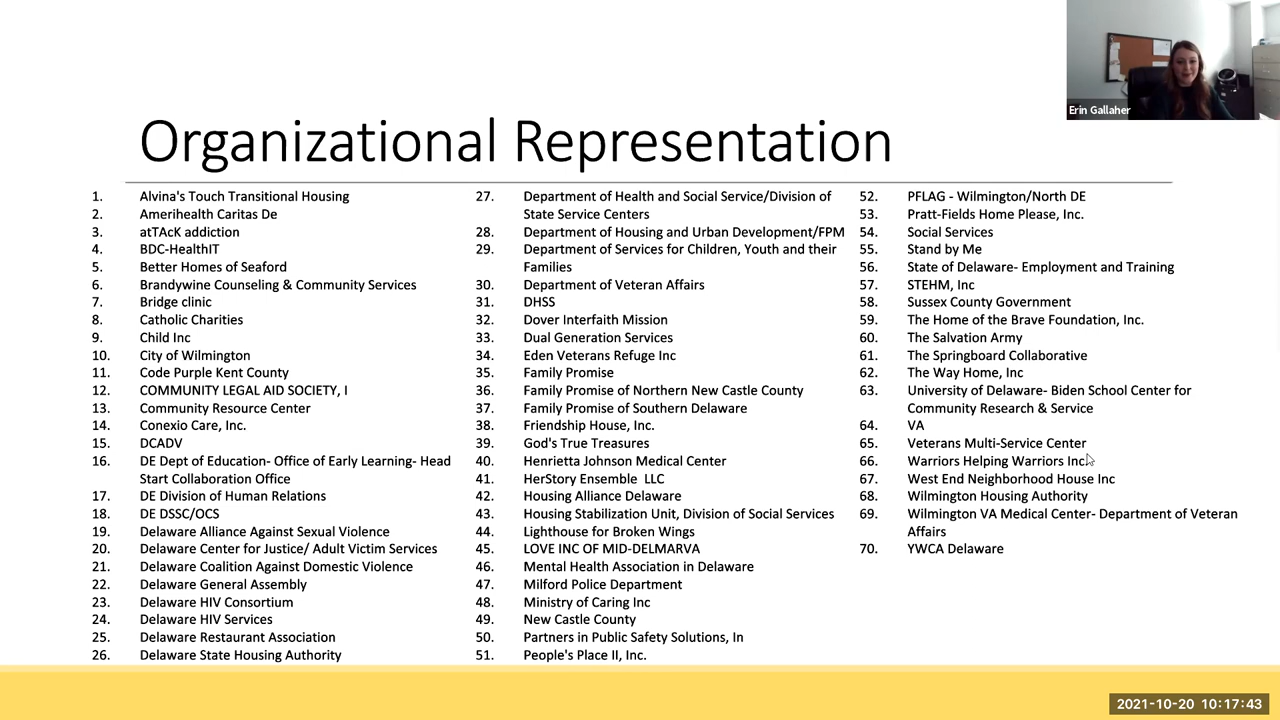 Erin Gallaher
Organizational Representation
1. Alvina's Touch Transitional Housing
2. Amerihealth Caritas De
3. atTAcK addiction
4. BDC-HealthIT
5. Better Homes of Seaford
6. Brandywine Counseling & Community Services
7. Bridge clinic
8. Catholic Charities
9. Child Inc
10. City of Wilmington
11. Code Purple Kent County
12. COMMUNITY LEGAL AID SOCIETY, I
13. Community Resource Center
14. Conexio Care, Inc.
15. DCADV
16. DE Dept of Education- Office of Early Learning- Head
Start Collaboration Office
17. DE Division of Human Relations
18. DE DSSC/OCS
19. Delaware Alliance Against Sexual Violence
20. Delaware Center for Justice/ Adult Victim Services
21. Delaware Coalition Against Domestic Violence
22. Delaware General Assembly
23. Delaware HIV Consortium
24. Delaware HIV Services
25. Delaware Restaurant Association
26. Delaware State Housing Authority
27. Department of Health and Social Service/Division of
State Service Centers
28. Department of Housing and Urban Development/FPM
29. Department of Services for Children, Youth and their
Families
30. Department of Veteran Affairs
31. DHSS
32. Dover Interfaith Mission
33. Dual Generation Services
34. Eden Veterans Refuge Inc
35. Family Promise
36. Family Promise of Northern New Castle County
37. Family Promise of Southern Delaware
38. Friendship House, Inc.
39. God's True Treasures
40. Henrietta Johnson Medical Center
41. HerStory Ensemble LLC
42. Housing Alliance Delaware
43. Housing Stabilization Unit, Division of Social Services
44. Lighthouse for Broken Wings
45. LOVE INC OF MID-DELMARVA
46. Mental Health Association in Delaware
47. Milford Police Department
48. Ministry of Caring Inc
49. New Castle County
50. Partners in Public Safety Solutions, In
51. People's Place II, Inc.
52. PFLAG - Wilmington/North DE
53. Pratt-Fields Home Please, Inc.
54. Social Services
55. Stand by Me
56. State of Delaware- Employment and Training
57. STEHM, Inc
58. Sussex County Government
59. The Home of the Brave Foundation, Inc.
60. The Salvation Army
61. The Springboard Collaborative
62. The Way Home, Inc
63. University of Delaware- Biden School Center for
Community Research & Service
64. VA
65. Veterans Multi-Service Center
66. Warriors Helping Warriors Inc.
67. West End Neighborhood House Inc
68. Wilmington Housing Authority
69. Wilmington VA Medical Center- Department of Veteran
Affairs
70. YWCA Delaware
2021-10-20 10:17:43